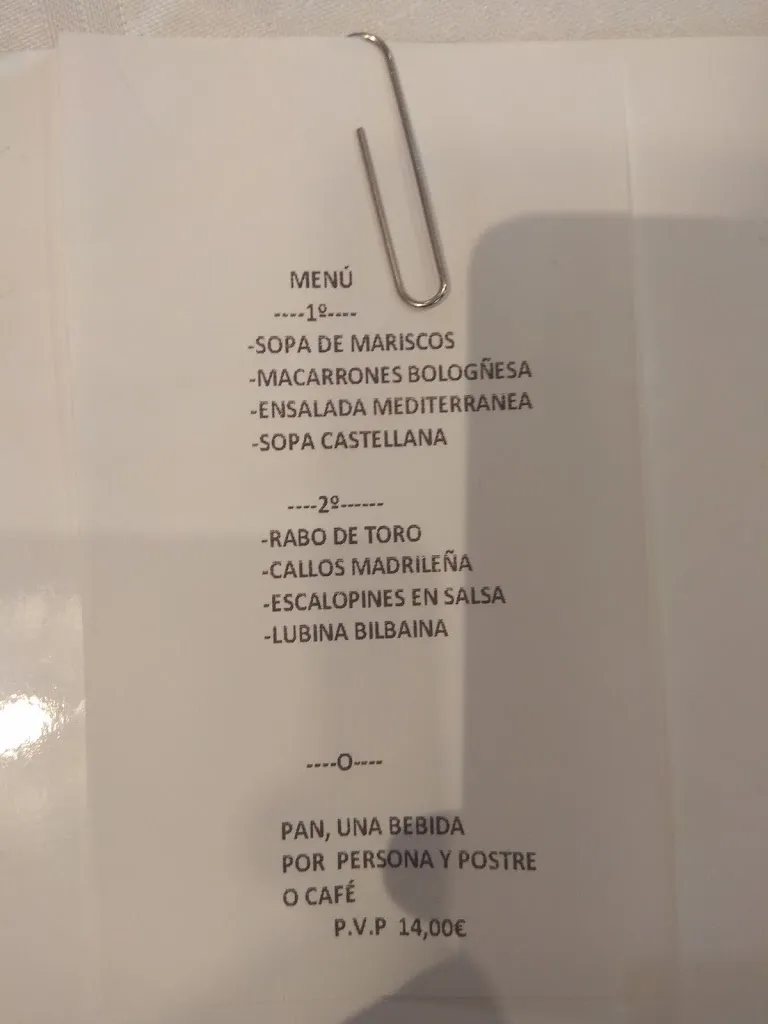 MENÚ
----1º----
-SOPA DE MARISCOS
-MACARRONES BOLOGÑESA
-ENSALADA MEDITERRANEA
-SOPA CASTELLANA
----2º------
-RABO DE TORO
-CALLOS MADRILEÑA
-ESCALOPINES EN SALSA
-LUBINA BILBAINA
----O----
PAN, UNA BEBIDA
POR PERSONA Y POSTRE
O CAFÉ
P.V.P 14,00€